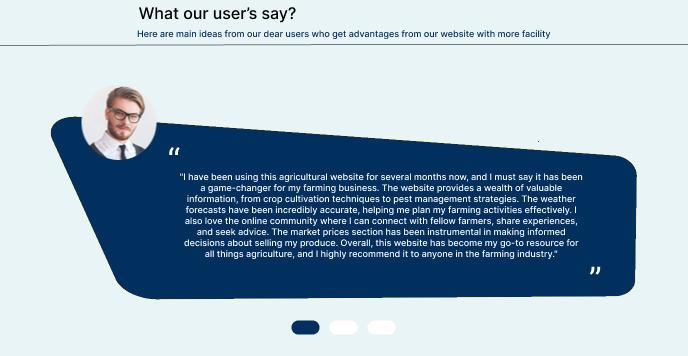 What our user's say?
Here are main ideas from our dear users who get advantages from our website with more facility
“
"I have been using this agricultural website for several months now, and I must say it has been
a game-changer for my farming business. The website provides a wealth of valuable
information, from crop cultivation techniques to pest management strategies. The weather
forecasts have been incredibly accurate, helping me plan my farming activities effectively. I
also love the online community where I can connect with fellow farmers, share experiences,
and seek advice. The market prices section has been instrumental in making informed
decisions about selling my produce. Overall, this website has become my go-to resource for
all things agriculture, and I highly recommend it to anyone in the farming industry."
”